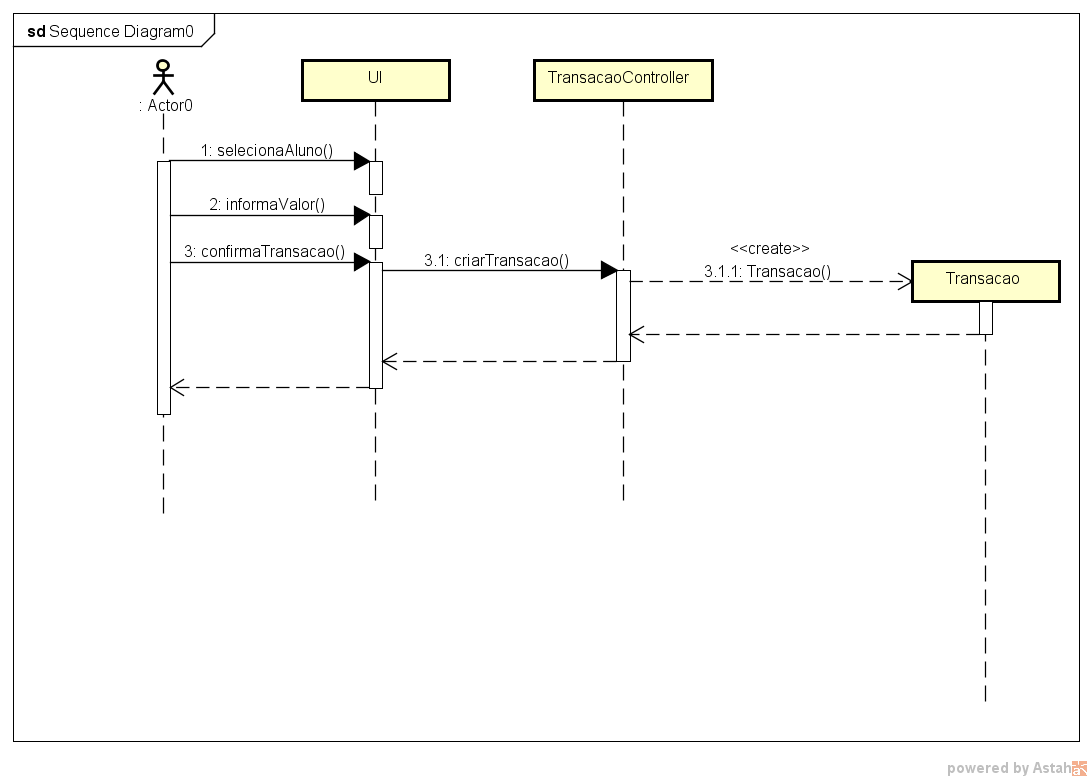 sd Sequence Diagram0
: Actor0
UI
TransacaoController
1: selecionaAluno()
2: informaValor()
3: confirmaTransacao()
3.1: criarTransacao()
<<create>>
3.1.1: Transacao()
Transacao
powered by Astah